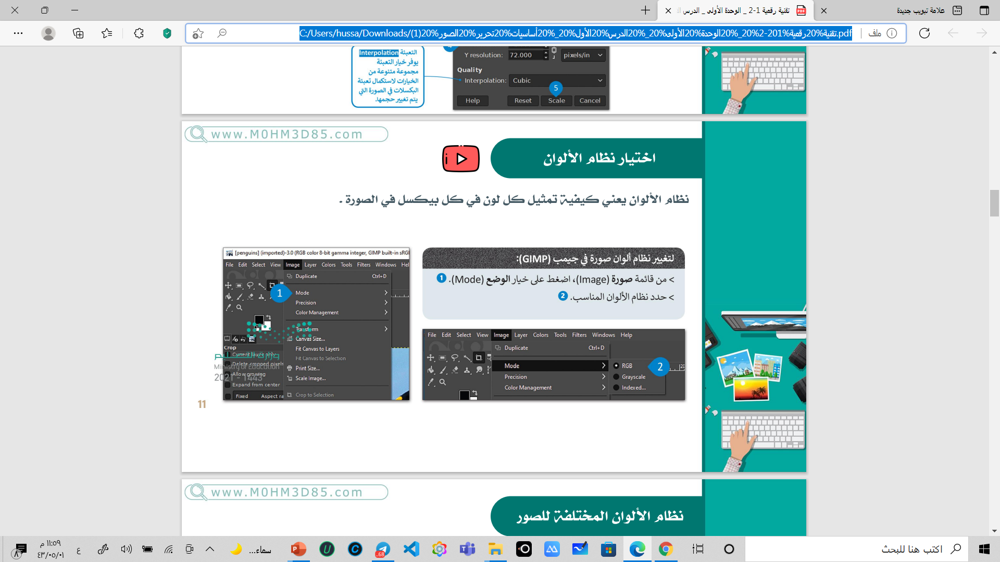 علامة تبويب جديدة
تقنية رقمية 1-2 _ الوحدة الأولى _ الدرس
ملف
C:/Users/hussa/Downloads/(1)%20تقنية%20رقمية%201-2%20_%20الوحدة%20الأولى%20_%20الدرس%20الأول%20_%20أساسيات%20تحرير%20الصور.pdf
التعبئة Interpolation
يوفر خيار التعبئة
مجموعة متنوعة من
الخيارات لاستكمال تعبئة
البكسلات في الصورة التي
يتم تغيير حجمها.
Y resolution: 72.000 pixels/in
Quality
Interpolation: Cubic
5
Help Reset Scale Cancel
www.M0HM3D85.com
اختيار نظام الألوان
نظام الألوان يعني كيفية تمثيل كل لون في كل بيكسل في الصورة .
لتغيير نظام ألوان صورة في جيمب (GIMP):
> من قائمة صورة (Image)، اضغط على خيار الوضع (Mode). 1
> حدد نظام الألوان المناسب. 2
[penguins] (imported)-3.0 (RGB color 8-bit gamma integer, GIMP built-in sRGI
File Edit Select View Image Layer Colors Tools Filters Windows Hel
Duplicate Ctrl+D
1
Mode
Precision
Color Management
Transform
Canvas Size...
Fit Canvas to Layers
Fit Canvas to Selection
Print Size...
Scale Image...
Crop to Selection
Crop
Current layer only
Delete cropped pixels
Allow growing
Expand from center
Fixed Aspect ra
وزارة التعليم
Ministry of Education
2021 - 1443
11
File Edit Select View Image Layer Colors Tools Filters Windows Help
Duplicate Ctrl+D
Mode
Precision
Color Management
RGB
Grayscale
Indexed...
2
www.M0HM3D85.com
نظام الألوان المختلفة للصور
اكتب هنا للبحث
سماء...
68..
ع
١١:٥٩ م
٤٣/٠٥/٠١
٨